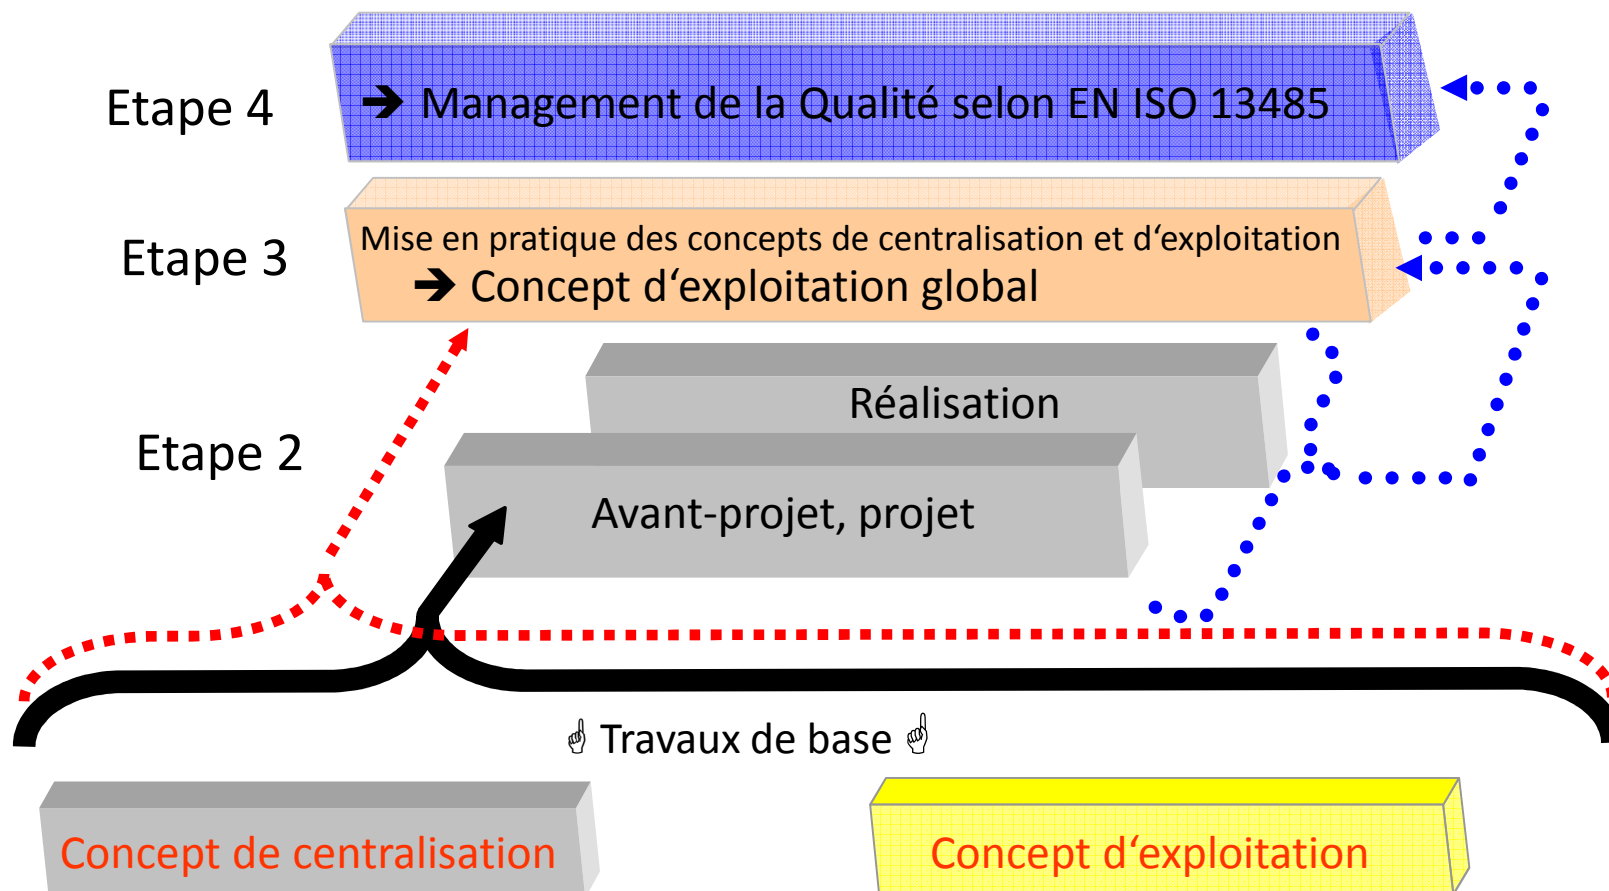 Etape 4
➔ Management de la Qualité selon EN ISO 13485
Etape 3
Mise en pratique des concepts de centralisation et d‘exploitation
➔ Concept d‘exploitation global
Etape 2
Réalisation
Avant-projet, projet
☝ Travaux de base ☝
Concept de centralisation
Concept d‘exploitation